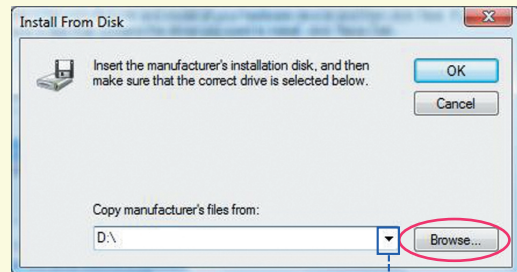 Install From Disk
Insert the manufacturer's installation disk, and then
make sure that the correct drive is selected below.
OK
Cancel
Copy manufacturer's files from:
D:\
Browse...